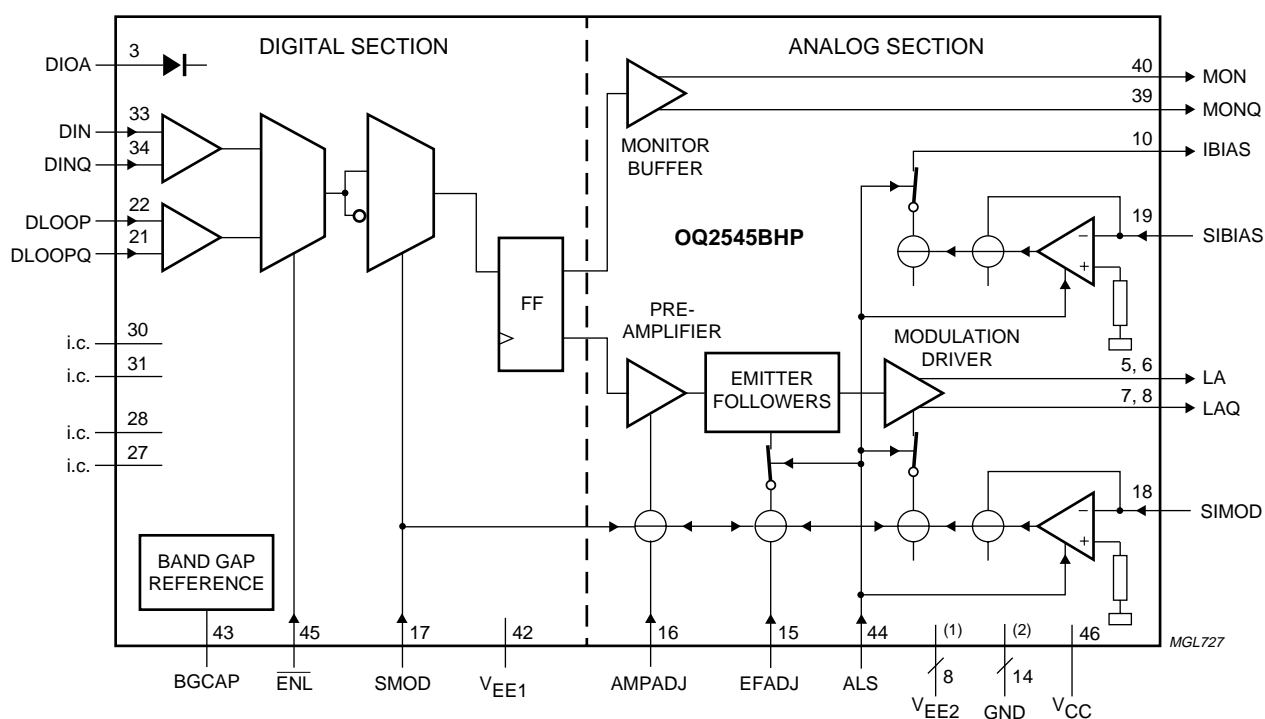 DIGITAL SECTION
ANALOG SECTION
DIOA
3
DIN
33
DINQ
34
DLOOP
22
DLOOPQ
21
i.c.
30
i.c.
31
i.c.
28
i.c.
27
FF
MONITOR
BUFFER
OQ2545BHP
PRE-
AMPLIFIER
EMITTER
FOLLOWERS
MODULATION
DRIVER
40
MON
39
MONQ
10
IBIAS
19
SIBIAS
−
+
5, 6
LA
7, 8
LAQ
18
SIMOD
−
+
BAND GAP
REFERENCE
43
45
17
42
16
15
44
(1)
(2)
46
8
14
BGCAP
ENL
SMOD
VEE1
AMPADJ
EFADJ
ALS
VEE2
GND
VCC
MGL727